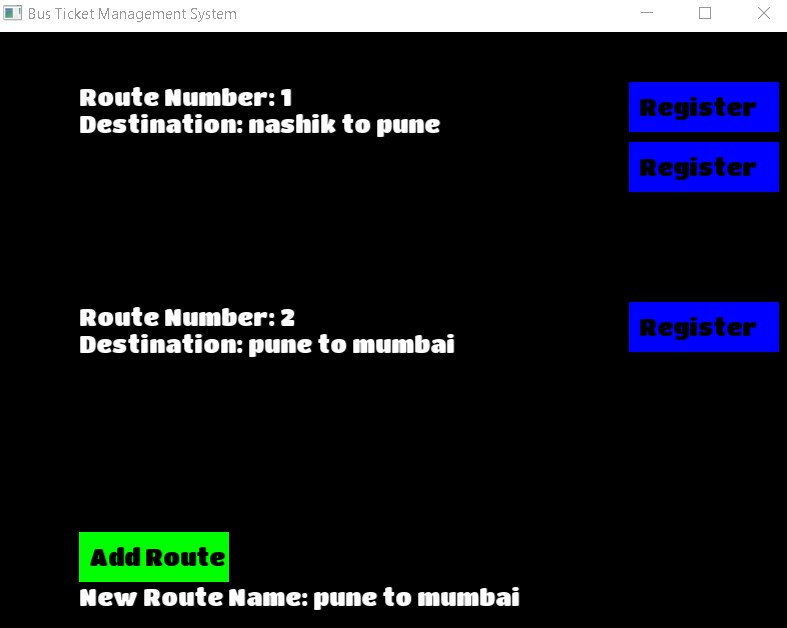 Bus Ticket Management System
Route Number: 1
Register
Destination: nashik to pune
Register
Route Number: 2
Register
Destination: pune to mumbai
Add Route
New Route Name: pune to mumbai